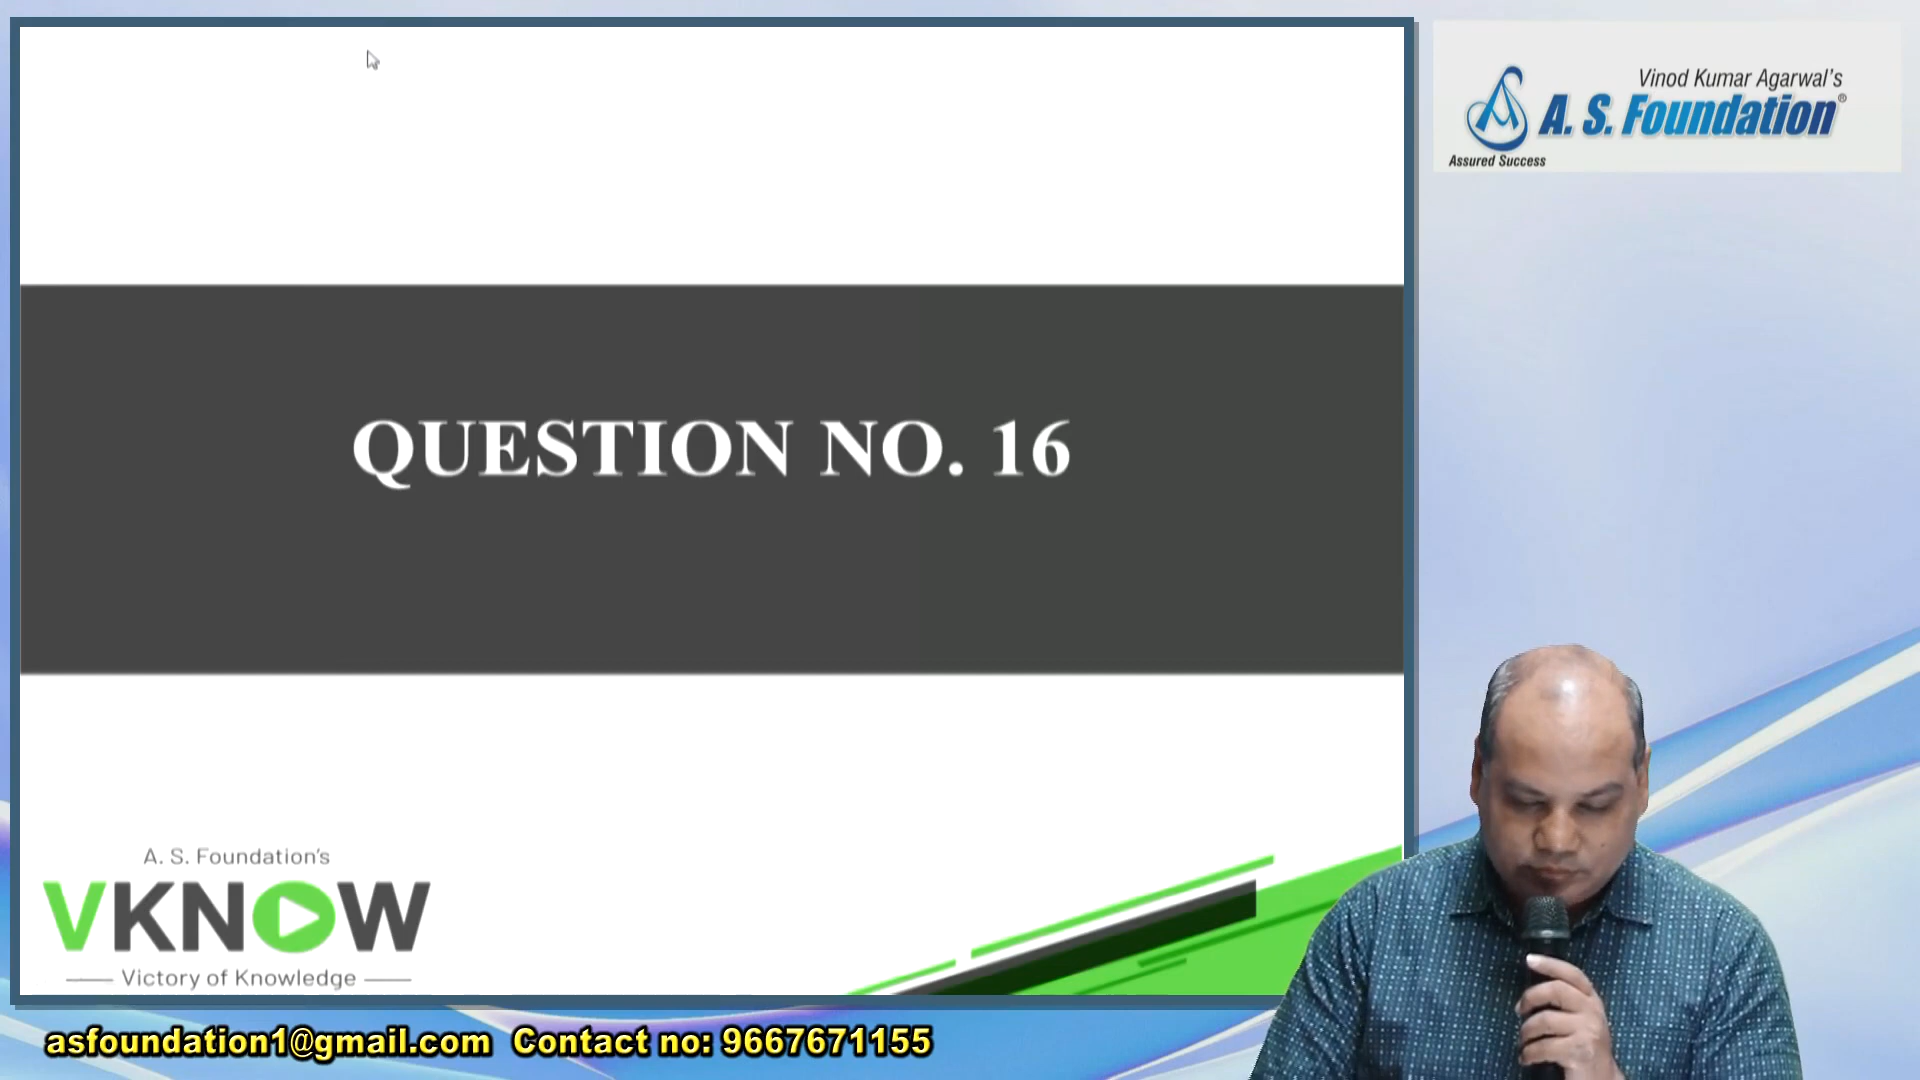 Vinod Kumar Agarwal's
A. S. Foundation®
Assured Success
QUESTION NO. 16
A. S. Foundation's
VKNOW
Victory of Knowledge
asfoundation1@gmail.com Contact no: 9667671155